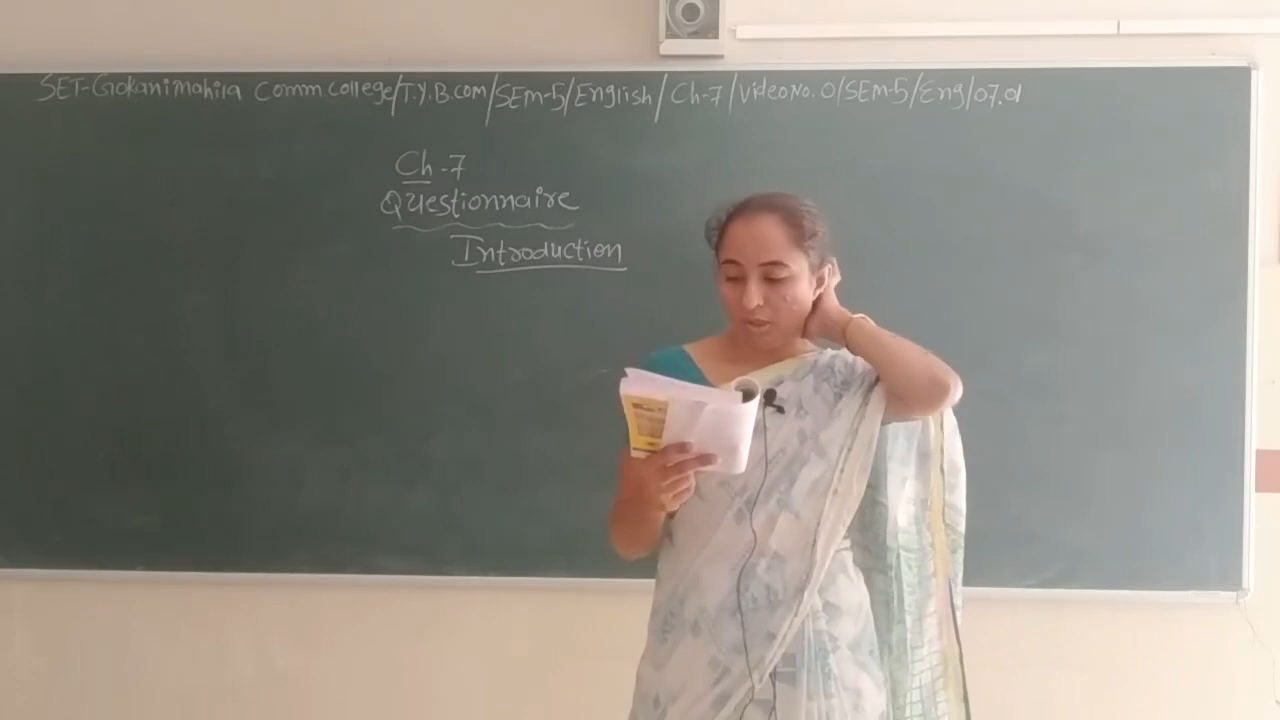 SET-Gokanimahila Comm.college/T.Y.B.com/SEm-5/English/Ch-7/VideoNo.01/SEm-5/Eng/07.01
Ch-7
Questionnaire
Introduction